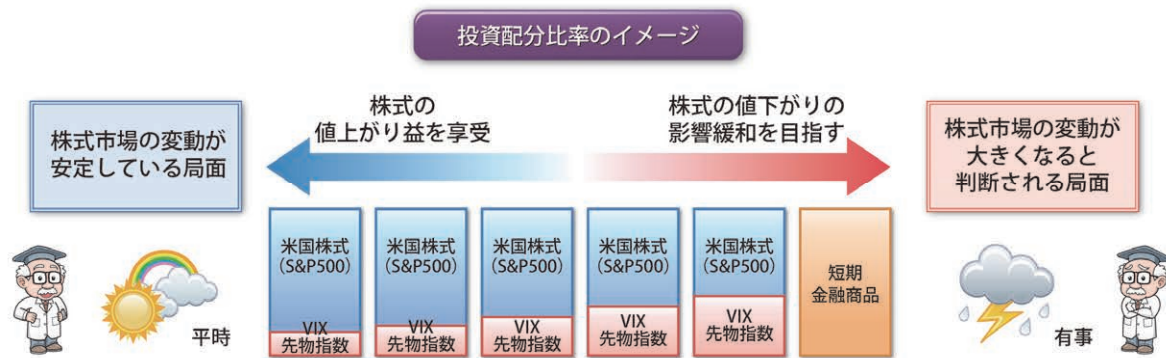 投資配分比率のイメージ
株式市場の変動が
安定している局面
株式の
値上がり益を享受
株式の値下がりの
影響緩和を目指す
株式市場の変動が
大きくなると
判断される局面
平時
米国株式
(S&P500)
VIX
先物指数
米国株式
(S&P500)
VIX
先物指数
米国株式
(S&P500)
VIX
先物指数
米国株式
(S&P500)
VIX
先物指数
米国株式
(S&P500)
VIX
先物指数
短期
金融商品
有事